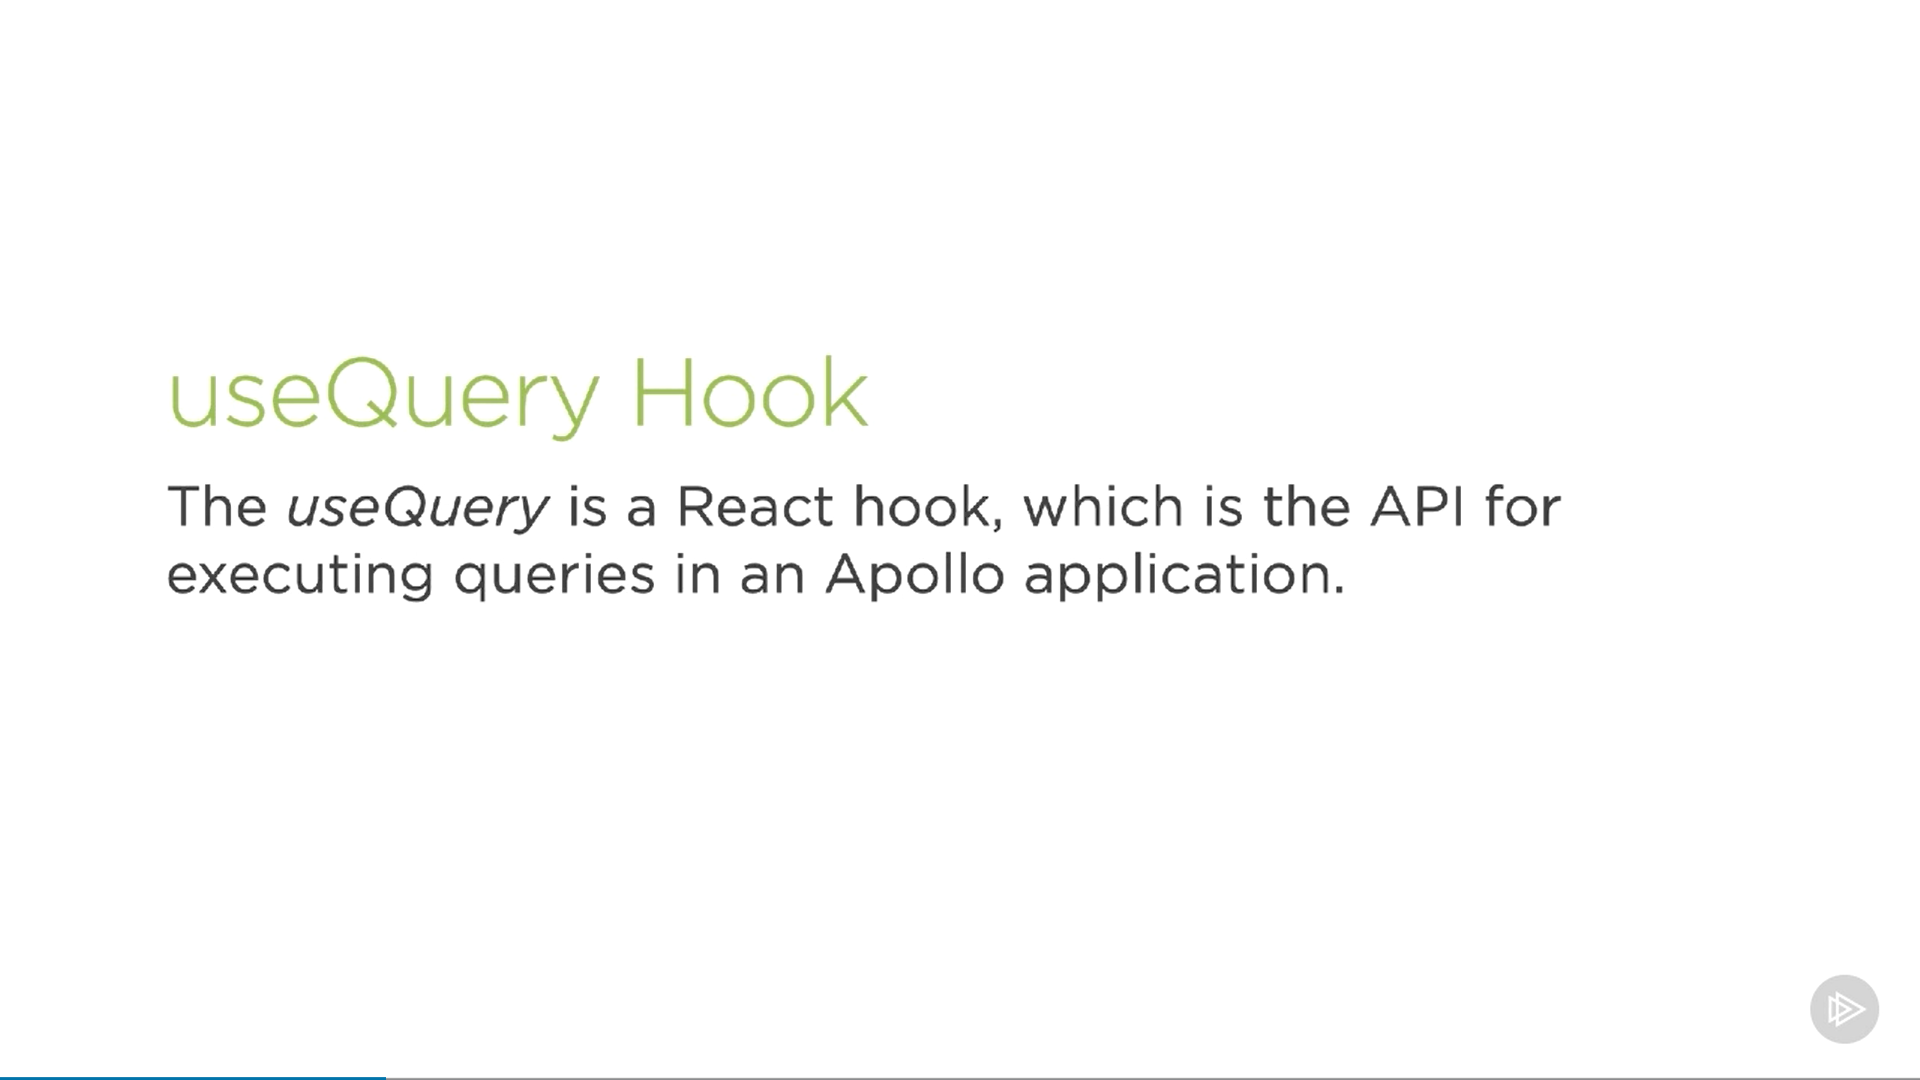 useQuery Hook
The useQuery is a React hook, which is the API for
executing queries in an Apollo application.